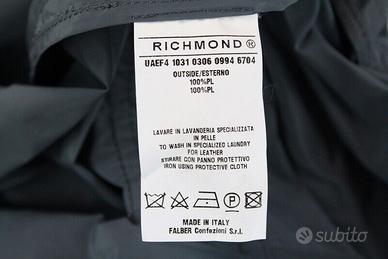 RICHMOND ®
UAEF4 1031 0306 0994 6704
OUTSIDE/ESTERNO
100%PL
100%PL
LAVARE IN LAVANDERIA SPECIALIZZATA
IN PELLE
TO WASH IN SPECIALIZED LAUNDRY
FOR LEATHER
STIRARE CON PANNO PROTETTIVO
IRON USING PROTECTIVE CLOTH
P
MADE IN ITALY
FALBER Confezioni S.r.l.
subito